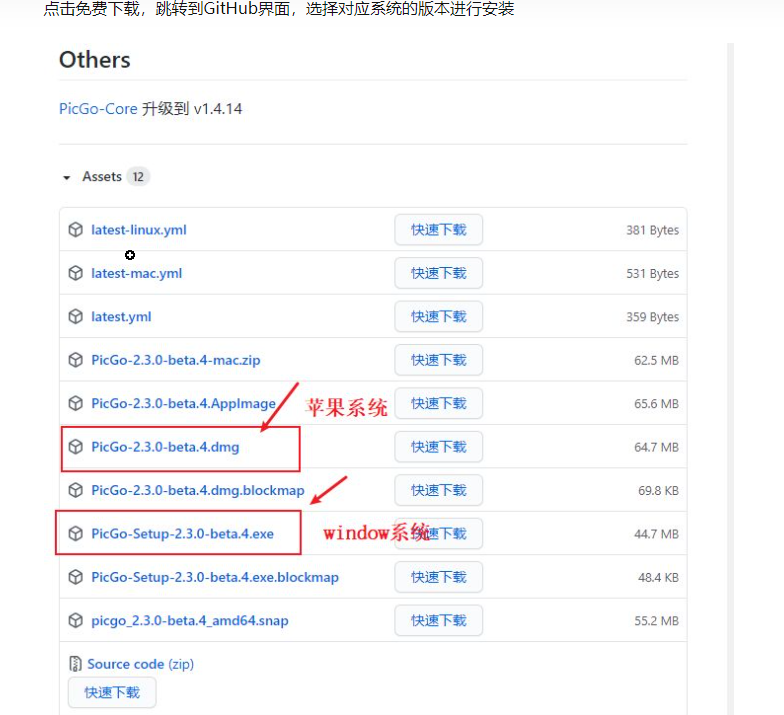 点击免费下载，跳转到GitHub界面，选择对应系统的版本进行安装
Others
PicGo-Core 升级到 v1.4.14
Assets 12
latest-linux.yml 快速下载 381 Bytes
latest-mac.yml 快速下载 531 Bytes
latest.yml 快速下载 359 Bytes
PicGo-2.3.0-beta.4-mac.zip 快速下载 62.5 MB
PicGo-2.3.0-beta.4.AppImage 苹果系统 快速下载 65.6 MB
PicGo-2.3.0-beta.4.dmg 快速下载 64.7 MB
PicGo-2.3.0-beta.4.dmg.blockmap 快速下载 69.8 KB
PicGo-Setup-2.3.0-beta.4.exe window系统 快速下载 44.7 MB
PicGo-Setup-2.3.0-beta.4.exe.blockmap 快速下载 48.4 KB
picgo_2.3.0-beta.4_amd64.snap 快速下载 55.2 MB
Source code (zip)
快速下载